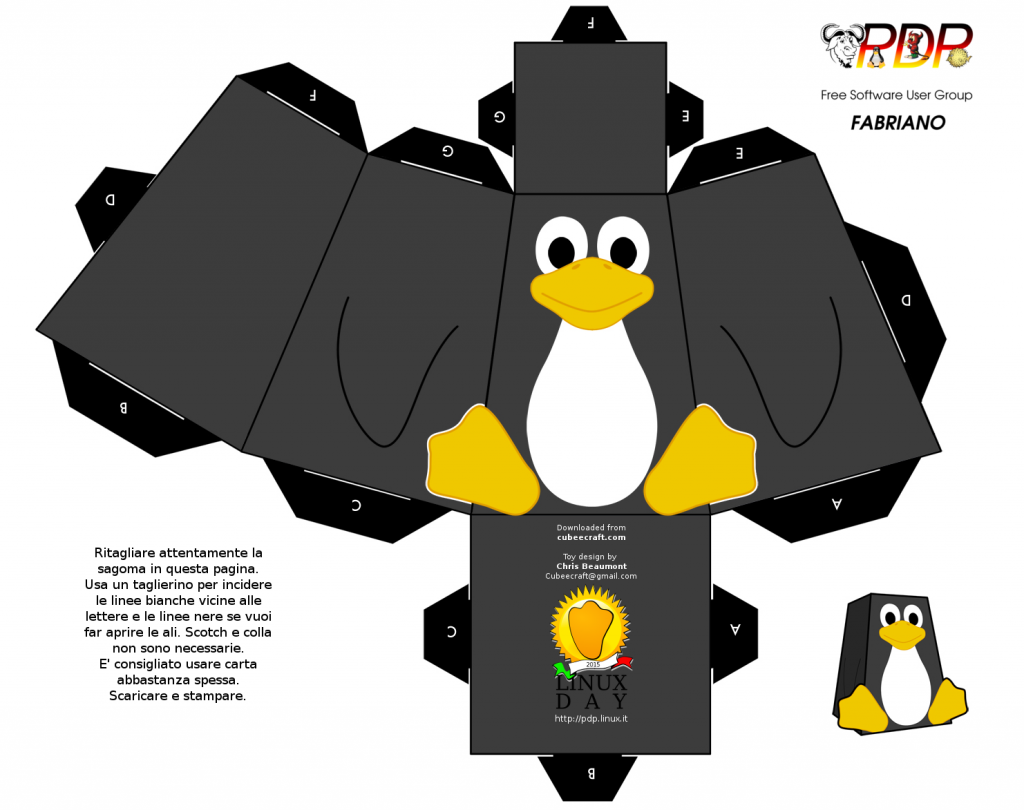 F
PDP
Free Software User Group
FABRIANO
F
G
E
G
E
D
D
B
C
A
Downloaded from
cubeecraft.com
Toy design by
Chris Beaumont
Cubeecraft@gmail.com
C
A
2015
LINUX
DAY
http://pdp.linux.it
B
Ritagliare attentamente la
sagoma in questa pagina.
Usa un taglierino per incidere
le linee bianche vicine alle
lettere e le linee nere se vuoi
far aprire le ali. Scotch e colla
non sono necessarie.
E' consigliato usare carta
abbastanza spessa.
Scaricare e stampare.